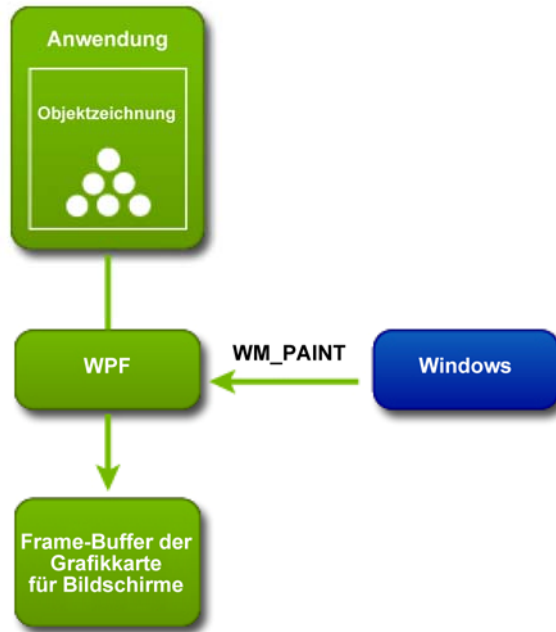 Anwendung
Objektzeichnung
WPF
WM_PAINT
Windows
Frame-Buffer der
Grafikkarte
für Bildschirme